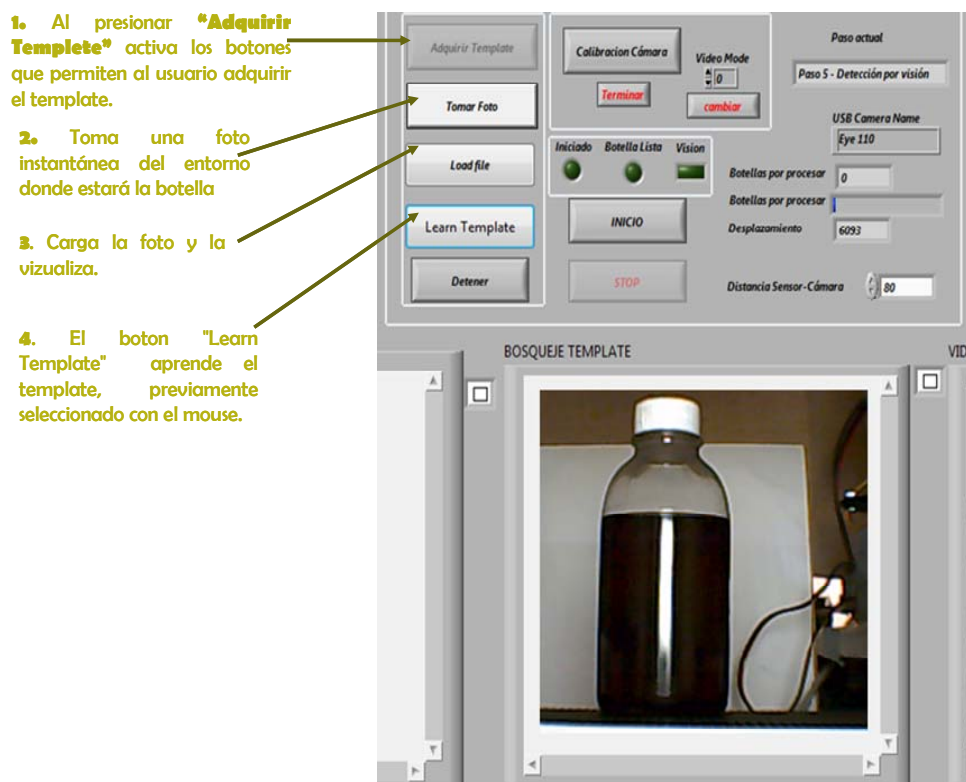 1. Al presionar “Adquirir
Templete” activa los botones
que permiten al usuario adquirir
el template.
2. Toma una foto
instantánea del entorno
donde estará la botella
3. Carga la foto y la
vizualiza.
4. El boton "Learn
Template" aprende el
template, previamente
seleccionado con el mouse.
Adquirir Template
Tomar Foto
Load file
Learn Template
Detener
Calibracion Cámara
Terminar
Video Mode
0
cambiar
Iniciado Botella Lista Vision
INICIO
STOP
Paso actual
Paso 5 - Detección por visión
USB Camera Name
Eye 110
Botellas por procesar 0
Botellas por procesar
Desplazamiento 6093
Distancia Sensor-Cámara 80
BOSQUEJE TEMPLATE
VID